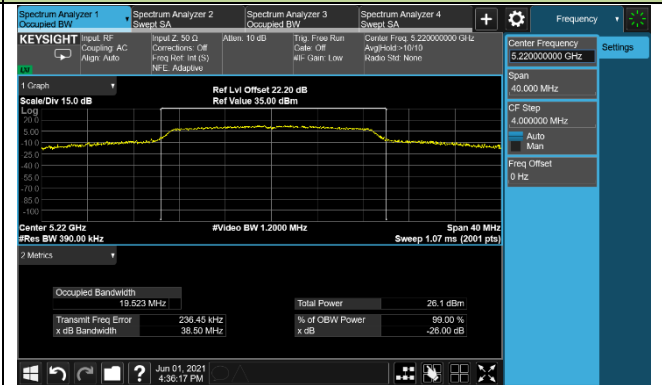 Spectrum Analyzer 1
Occupied BW
Spectrum Analyzer 2
Swept SA
Spectrum Analyzer 3
Occupied BW
Spectrum Analyzer 4
Swept SA
Frequency
KEYSIGHT
Input: RF
Coupling: AC
Align: Auto
Input Z: 50 Ω
Corrections: Off
Freq Ref: Int (S)
NFE: Adaptive
Atten: 10 dB
Trig: Free Run
Gate: Off
#IF Gain: Low
Center Freq: 5.220000000 GHz
Avg|Hold:>10/10
Radio Std: None
Center Frequency
5.220000000 GHz
Settings
Span
40.000 MHz
CF Step
4.000000 MHz
Auto
Man
Freq Offset
0 Hz
LVI
1 Graph
Scale/Div 15.0 dB
Ref Lvl Offset 22.20 dB
Ref Value 35.00 dBm
Log
20.0
5.00
-10.0
-25.0
-40.0
-55.0
-70.0
-85.0
-100
Center 5.22 GHz
#Res BW 390.00 kHz
#Video BW 1.2000 MHz
Span 40 MHz
Sweep 1.07 ms (2001 pts)
2 Metrics
Occupied Bandwidth
19.523 MHz
Total Power
26.1 dBm
Transmit Freq Error
236.45 kHz
% of OBW Power
99.00 %
x dB Bandwidth
38.50 MHz
x dB
-26.00 dB
Jun 01, 2021
4:36:17 PM